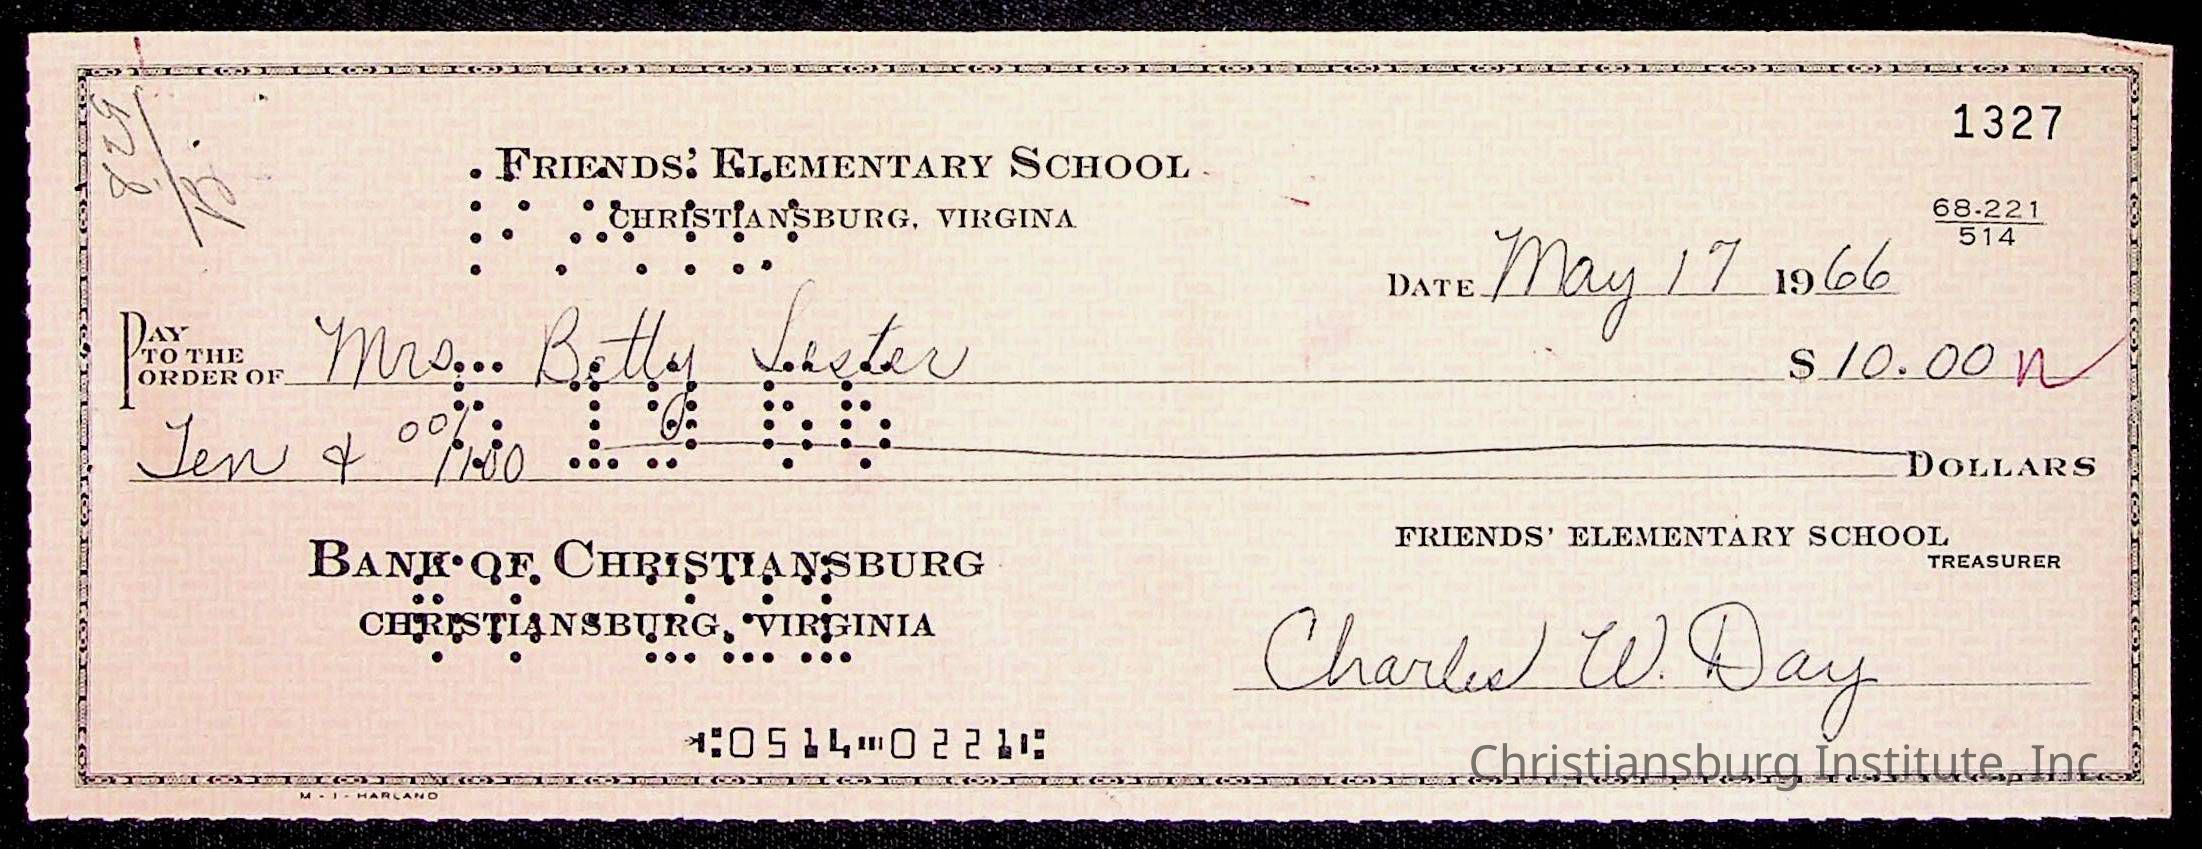 1327
FRIENDS' ELEMENTARY SCHOOL
CHRISTIANSBURG, VIRGINA
68-221
514
DATE May 17 1966
PAY TO THE ORDER OF Mrs. Betty Lester $10.00
Ten & 00/100 DOLLARS
BANK OF CHRISTIANSBURG
CHRISTIANSBURG, VIRGINIA
FRIENDS' ELEMENTARY SCHOOL
TREASURER
Charles W. Day
⑆0514⑉0221⑆
Christiansburg Institute, Inc
M-I-HARLAND